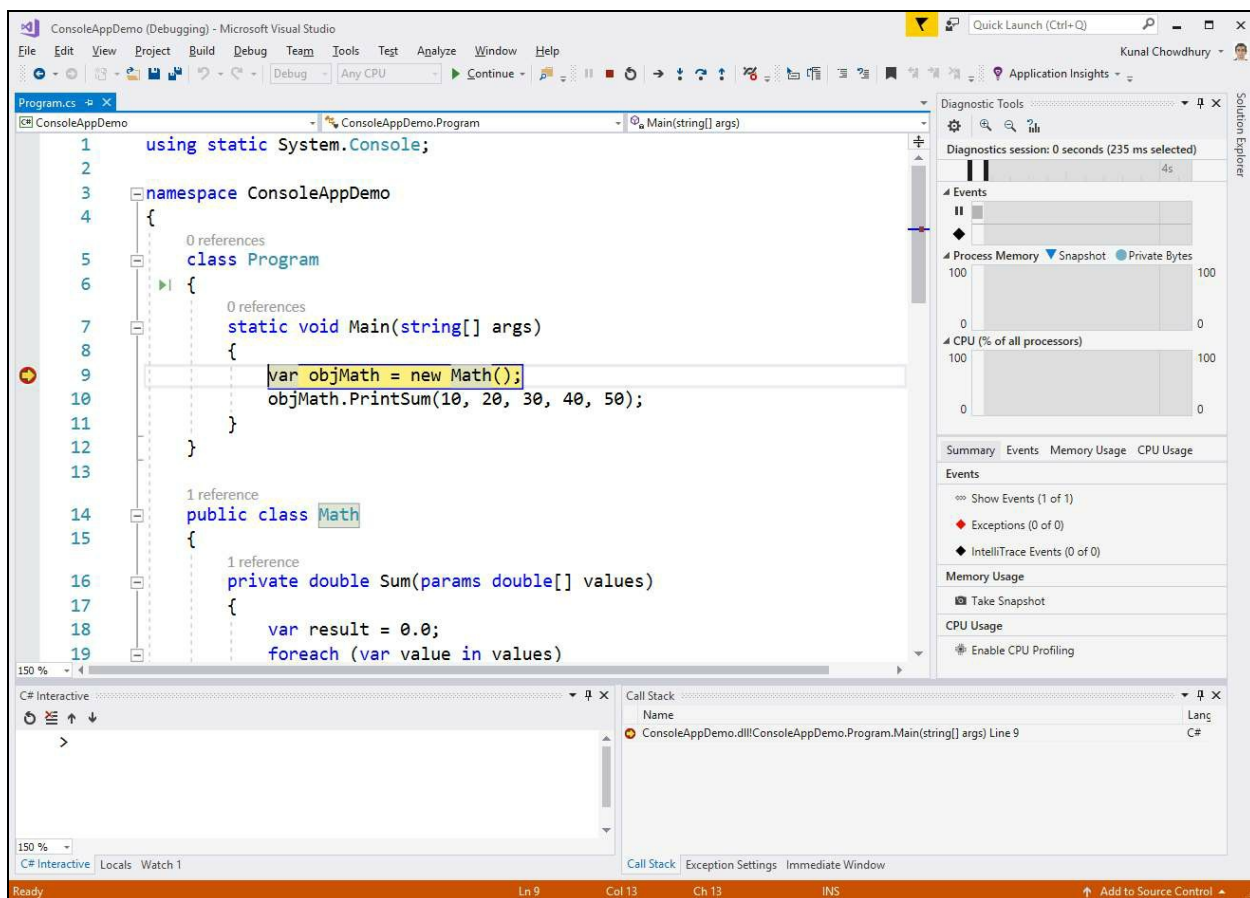 ConsoleAppDemo (Debugging) - Microsoft Visual Studio
Quick Launch (Ctrl+Q)
File Edit View Project Build Debug Team Tools Test Analyze Window Help
Kunal Chowdhury
Debug Any CPU Continue Application Insights
Program.cs
ConsoleAppDemo ConsoleAppDemo.Program Main(string[] args)
1 using static System.Console;
2
3 namespace ConsoleAppDemo
4 {
0 references
5 class Program
6 {
0 references
7 static void Main(string[] args)
8 {
9 var objMath = new Math();
10 objMath.PrintSum(10, 20, 30, 40, 50);
11 }
12 }
13
1 reference
14 public class Math
15 {
1 reference
16 private double Sum(params double[] values)
17 {
18 var result = 0.0;
19 foreach (var value in values)
150 %
Diagnostic Tools
Diagnostics session: 0 seconds (235 ms selected)
4s
Events
Process Memory Snapshot Private Bytes
100 100
0 0
CPU (% of all processors)
100 100
0 0
Summary Events Memory Usage CPU Usage
Events
Show Events (1 of 1)
Exceptions (0 of 0)
IntelliTrace Events (0 of 0)
Memory Usage
Take Snapshot
CPU Usage
Enable CPU Profiling
Solution Explorer
C# Interactive
>
150 %
C# Interactive Locals Watch 1
Call Stack
Name Lang
ConsoleAppDemo.dll!ConsoleAppDemo.Program.Main(string[] args) Line 9 C#
Call Stack Exception Settings Immediate Window
Ready Ln 9 Col 13 Ch 13 INS Add to Source Control